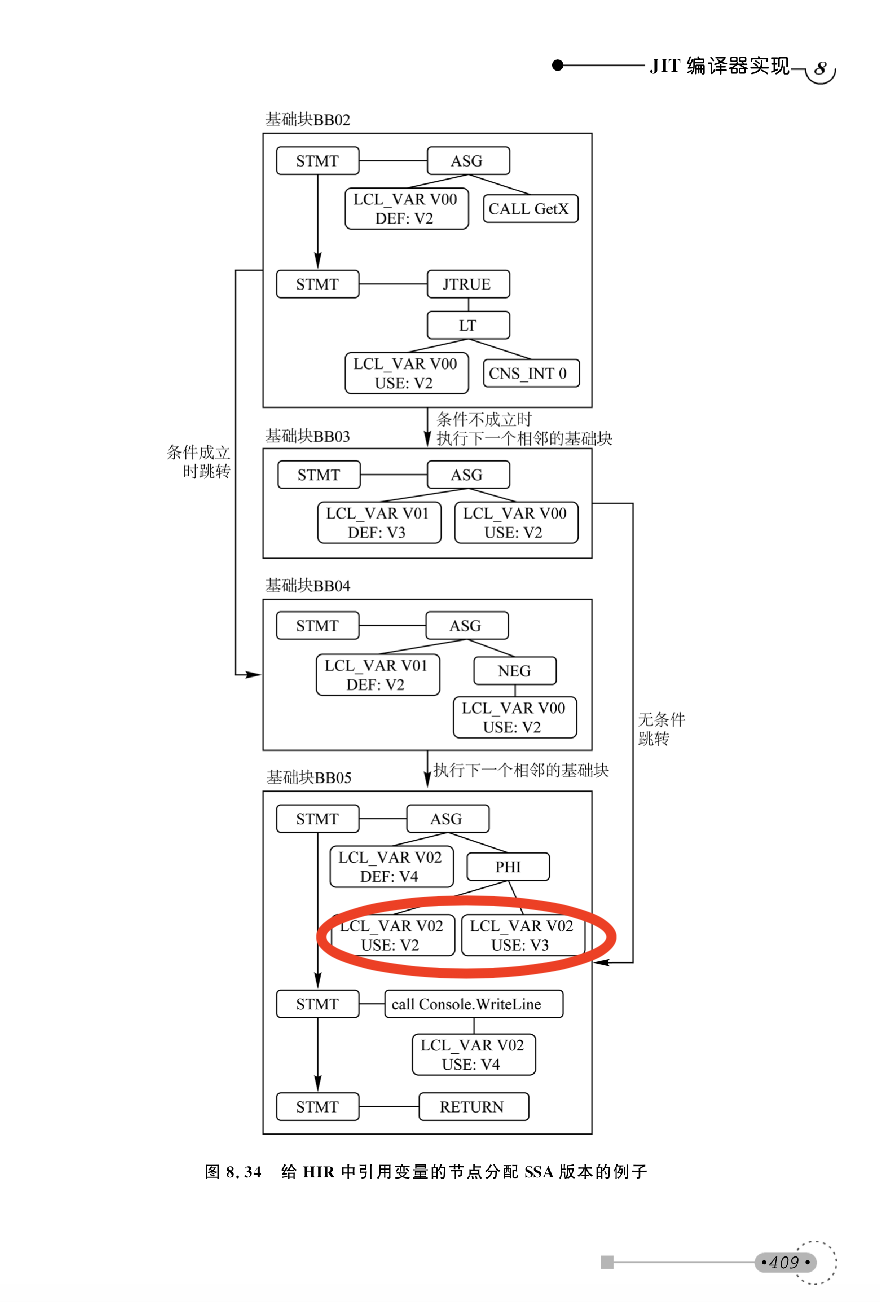 JIT 编译器实现 8
基础块BB02
STMT
ASG
LCL_VAR V00
DEF: V2
CALL GetX
STMT
JTRUE
LT
LCL_VAR V00
USE: V2
CNS_INT 0
条件不成立时
执行下一个相邻的基础块
条件成立
时跳转
基础块BB03
STMT
ASG
LCL_VAR V01
DEF: V3
LCL_VAR V00
USE: V2
基础块BB04
STMT
ASG
LCL_VAR V01
DEF: V2
NEG
LCL_VAR V00
USE: V2
无条件
跳转
执行下一个相邻的基础块
基础块BB05
STMT
ASG
LCL_VAR V02
DEF: V4
PHI
LCL_VAR V02
USE: V2
LCL_VAR V02
USE: V3
STMT
call Console.WriteLine
LCL_VAR V02
USE: V4
STMT
RETURN
图 8.34 给 HIR 中引用变量的节点分配 SSA 版本的例子
·409·